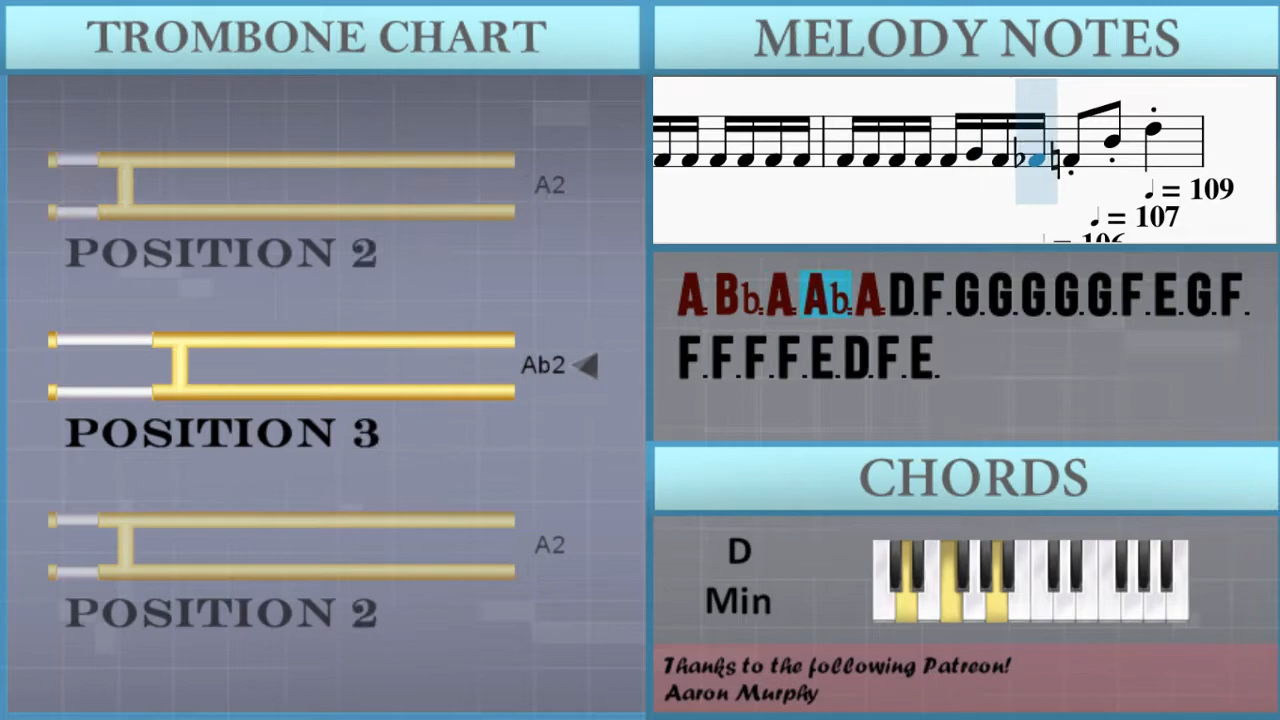 TROMBONE CHART
A2
POSITION 2
Ab2
POSITION 3
A2
POSITION 2
MELODY NOTES
♩ = 109
♩ = 107
= 106
A.Bb.A.Ab.A.D.F.G.G.G.G.G.F.E.G.F.
F.F.F.F.E.D.F.E.
CHORDS
D
Min
Thanks to the following Patreon!
Aaron Murphy